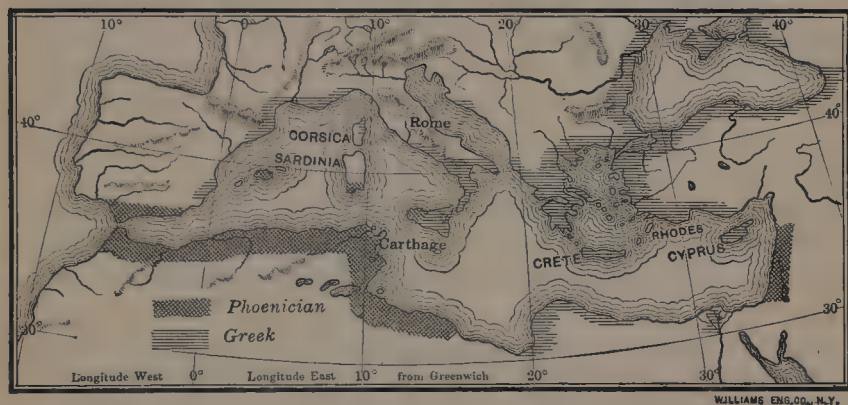 10° 0° 10° 20° 30° 40°
40° 40°
CORSICA Rome
SARDINIA
Carthage
CRETE RHODES
CYPRUS
Phoenician
Greek
30° 30°
Longitude West 0° Longitude East 10° from Greenwich 20° 30°
WILLIAMS ENG.CO., N.Y.